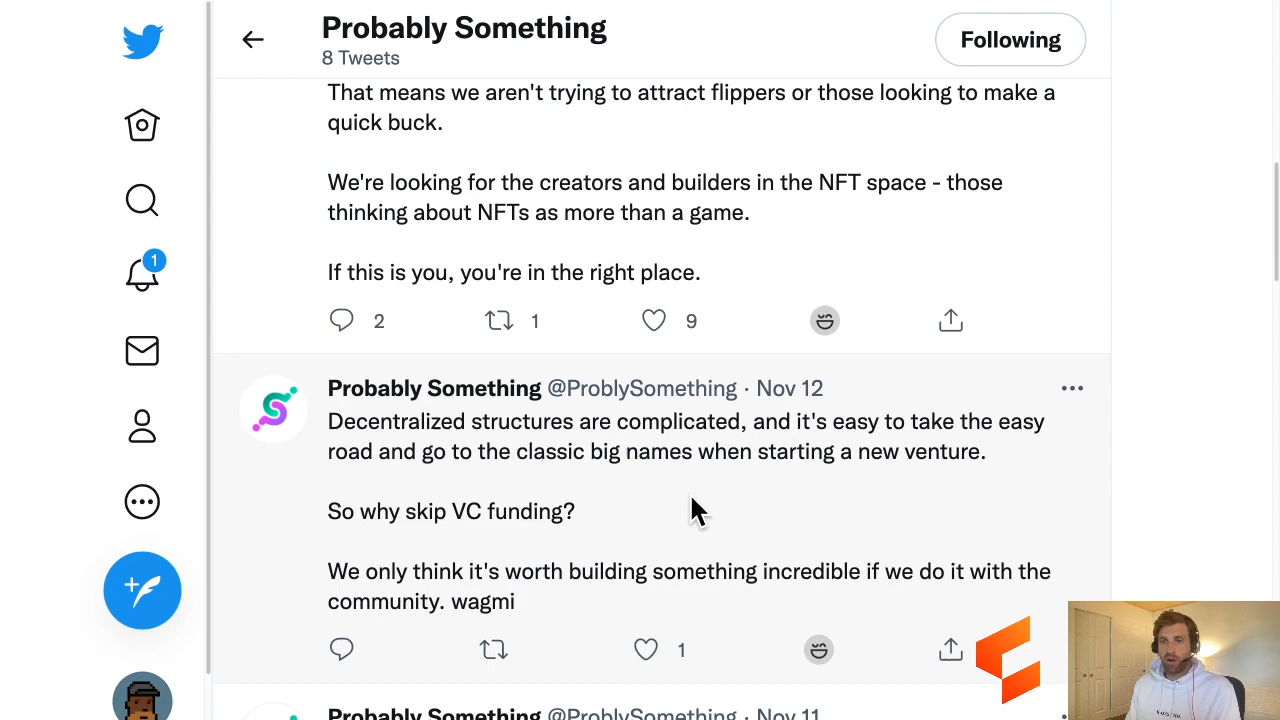 Probably Something
8 Tweets
Following
That means we aren't trying to attract flippers or those looking to make a
quick buck.
We're looking for the creators and builders in the NFT space - those
thinking about NFTs as more than a game.
If this is you, you're in the right place.
2 1 9
1
Probably Something @ProblySomething · Nov 12
Decentralized structures are complicated, and it's easy to take the easy
road and go to the classic big names when starting a new venture.
So why skip VC funding?
We only think it's worth building something incredible if we do it with the
community. wagmi
1
Probably Something @ProblySomething · Nov 11